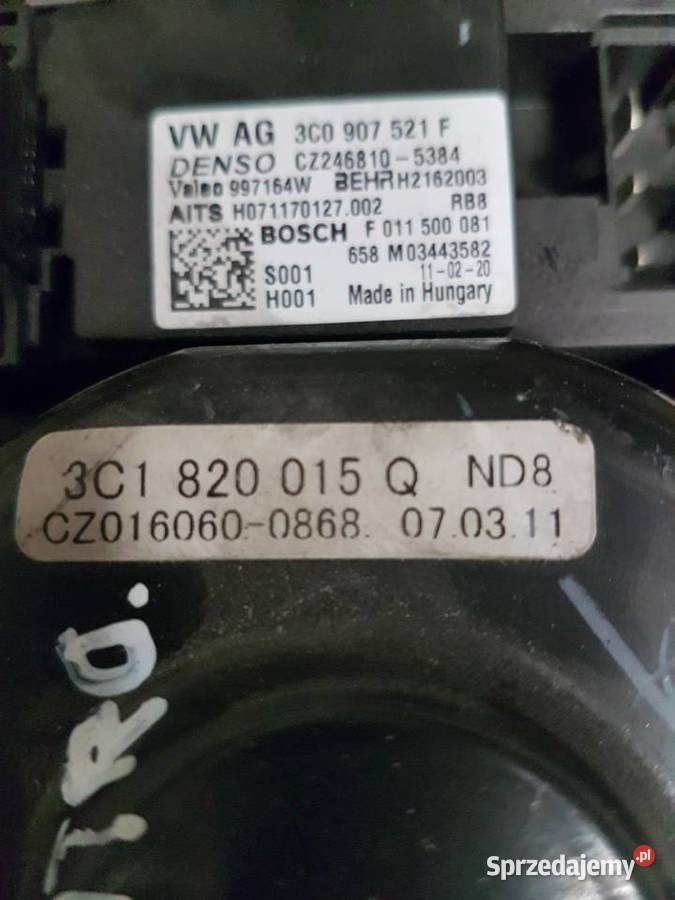 VW AG 3C0 907 521 F
DENSO CZ246810-5384
Valeo 997164W BEHR H2162003
AITS H071170127.002 RB8
BOSCH F 011 500 081
658 M03443582
S001 11-02-20
H001 Made in Hungary
3C1 820 015 Q ND8
CZ016060-0868. 07.03.11
TRO.
Sprzedajemy.pl